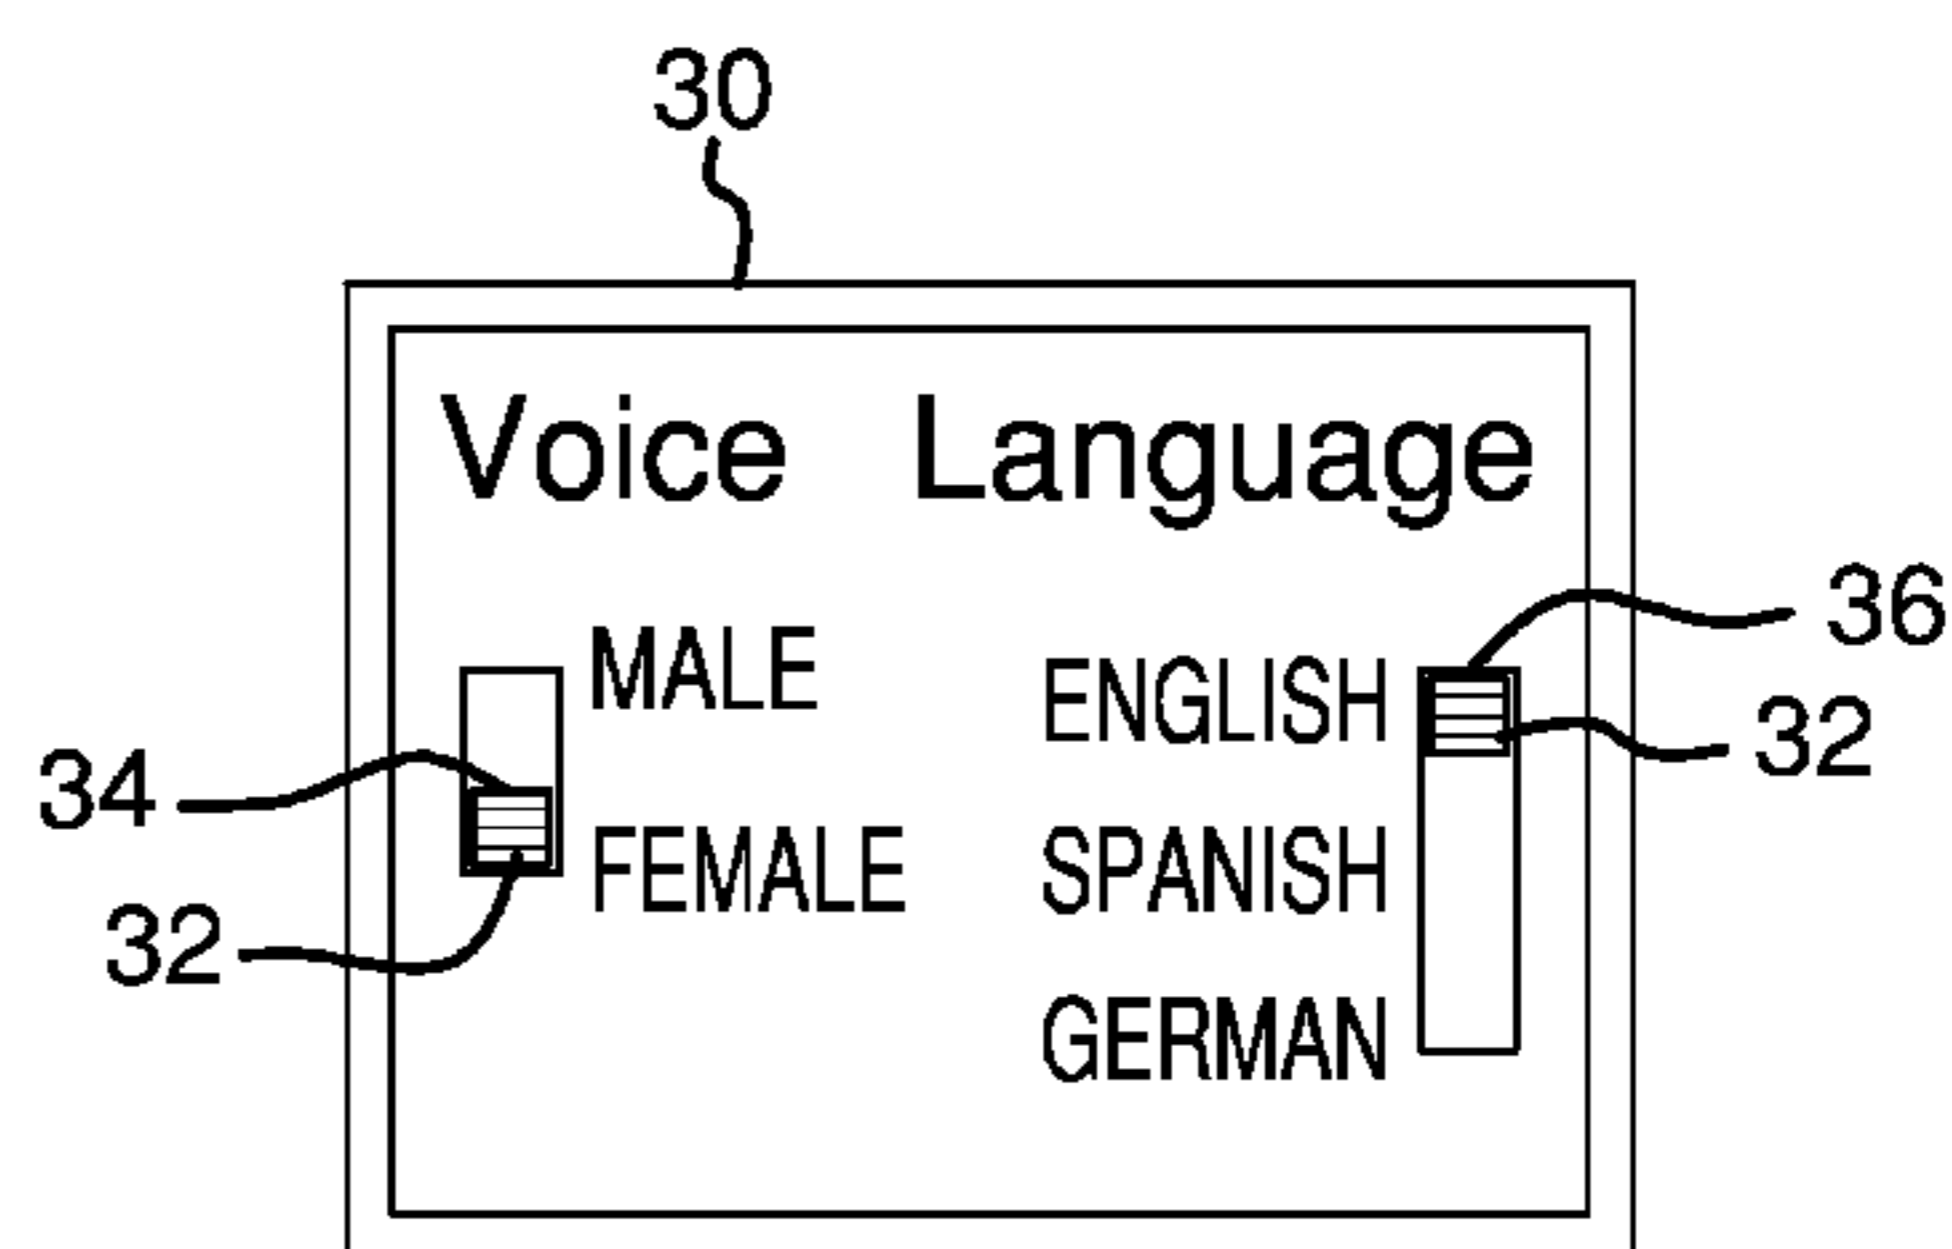 30
Voice Language
36
MALE
ENGLISH
32
34
FEMALE
SPANISH
32
GERMAN